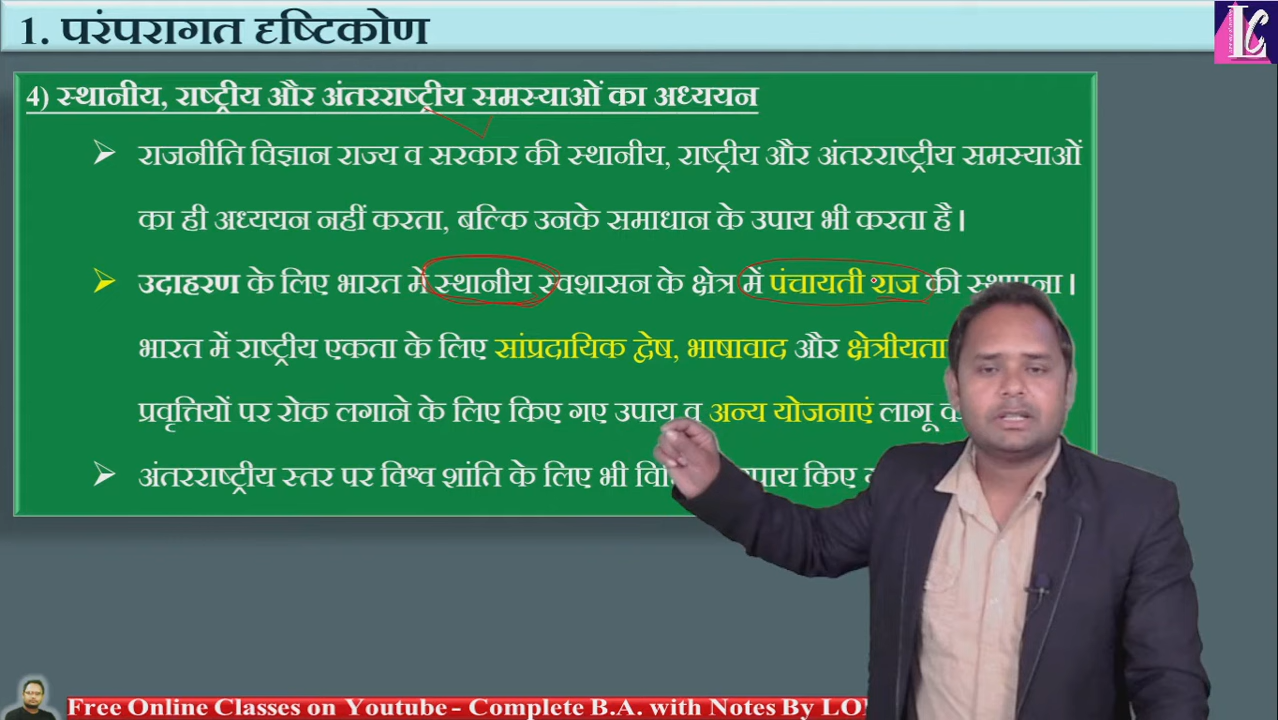 1. परंपरागत दृष्टिकोण
LC
4) स्थानीय, राष्ट्रीय और अंतरराष्ट्रीय समस्याओं का अध्ययन
राजनीति विज्ञान राज्य व सरकार की स्थानीय, राष्ट्रीय और अंतरराष्ट्रीय समस्याओं
का ही अध्ययन नहीं करता, बल्कि उनके समाधान के उपाय भी करता है।
उदाहरण के लिए भारत में स्थानीय स्वशासन के क्षेत्र में पंचायती राज की स्थापना।
भारत में राष्ट्रीय एकता के लिए सांप्रदायिक द्वेष, भाषावाद और क्षेत्रीयता
प्रवृत्तियों पर रोक लगाने के लिए किए गए उपाय व अन्य योजनाएं लागू
अंतरराष्ट्रीय स्तर पर विश्व शांति के लिए भी उपाय किए
Free Online Classes on Youtube - Complete B.A. with Notes By